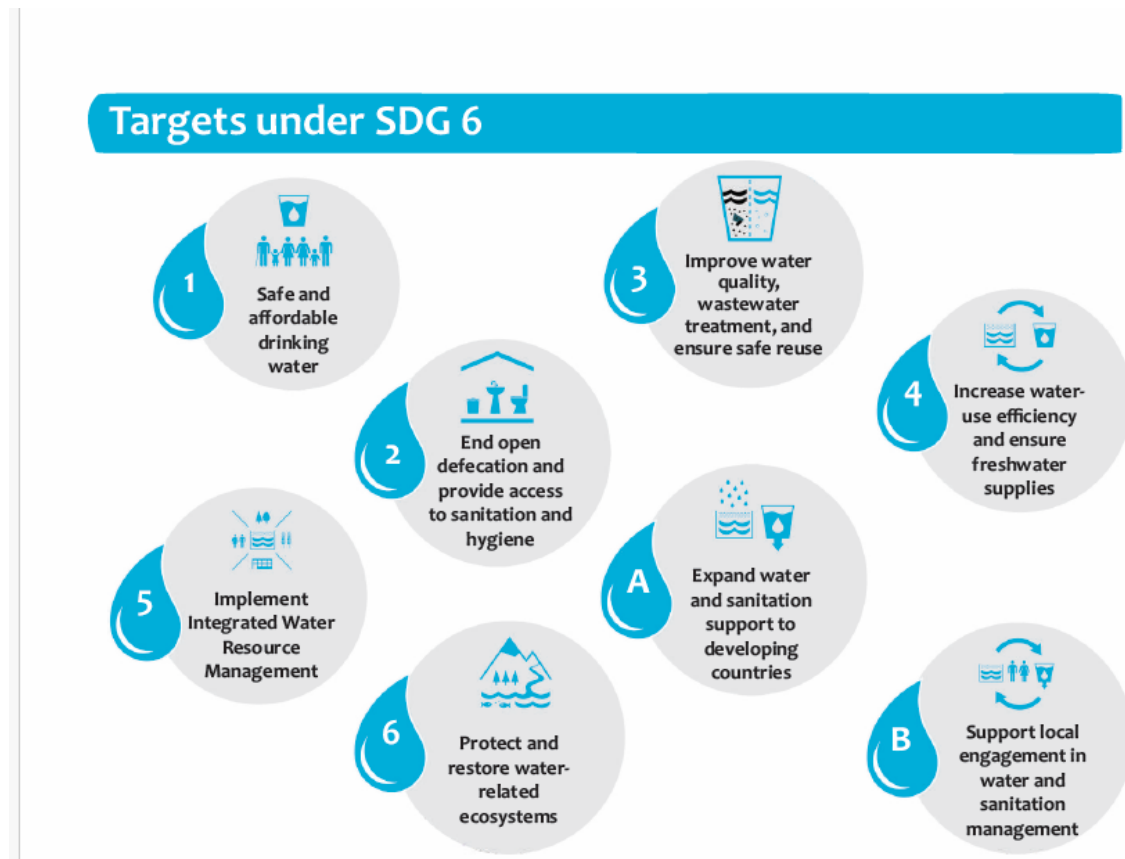 Targets under SDG 6
1
Safe and
affordable
drinking
water
2
End open
defecation and
provide access
to sanitation and
hygiene
3
Improve water
quality,
wastewater
treatment, and
ensure safe reuse
4
Increase water-
use efficiency
and ensure
freshwater
supplies
5
Implement
Integrated Water
Resource
Management
6
Protect and
restore water-
related
ecosystems
A
Expand water
and sanitation
support to
developing
countries
B
Support local
engagement in
water and
sanitation
management